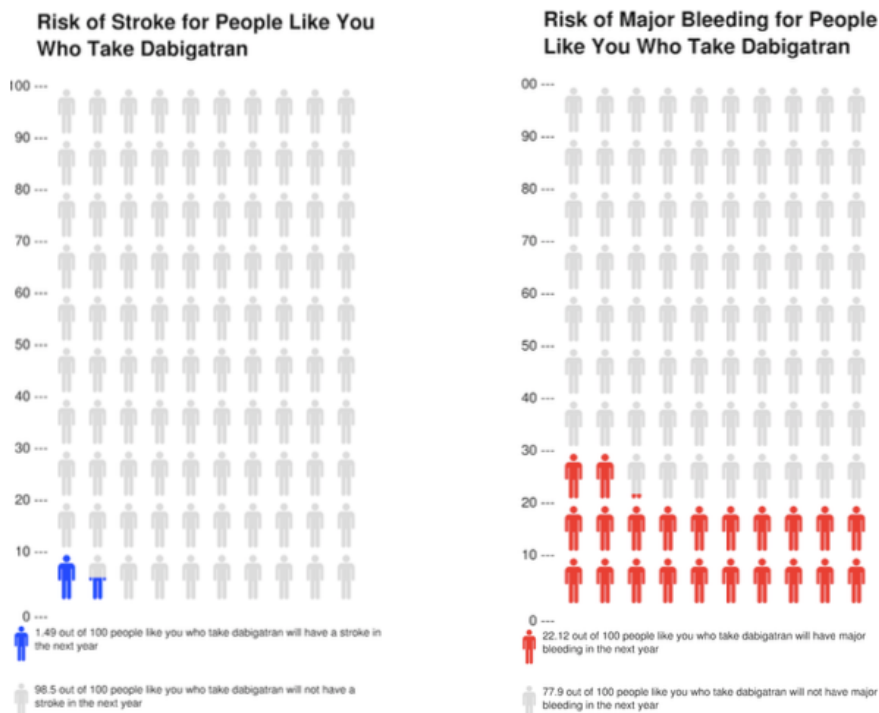 Risk of Stroke for People Like You
Who Take Dabigatran
100 ---
90 ---
80 ---
70 ---
60 ---
50 ---
40 ---
30 ---
20 ---
10 ---
0 ---
1.49 out of 100 people like you who take dabigatran will have a stroke in
the next year
98.5 out of 100 people like you who take dabigatran will not have a
stroke in the next year
Risk of Major Bleeding for People
Like You Who Take Dabigatran
00 ---
90 ---
80 ---
70 ---
60 ---
50 ---
40 ---
30 ---
20 ---
10 ---
0 ---
22.12 out of 100 people like you who take dabigatran will have major
bleeding in the next year
77.9 out of 100 people like you who take dabigatran will not have major
bleeding in the next year